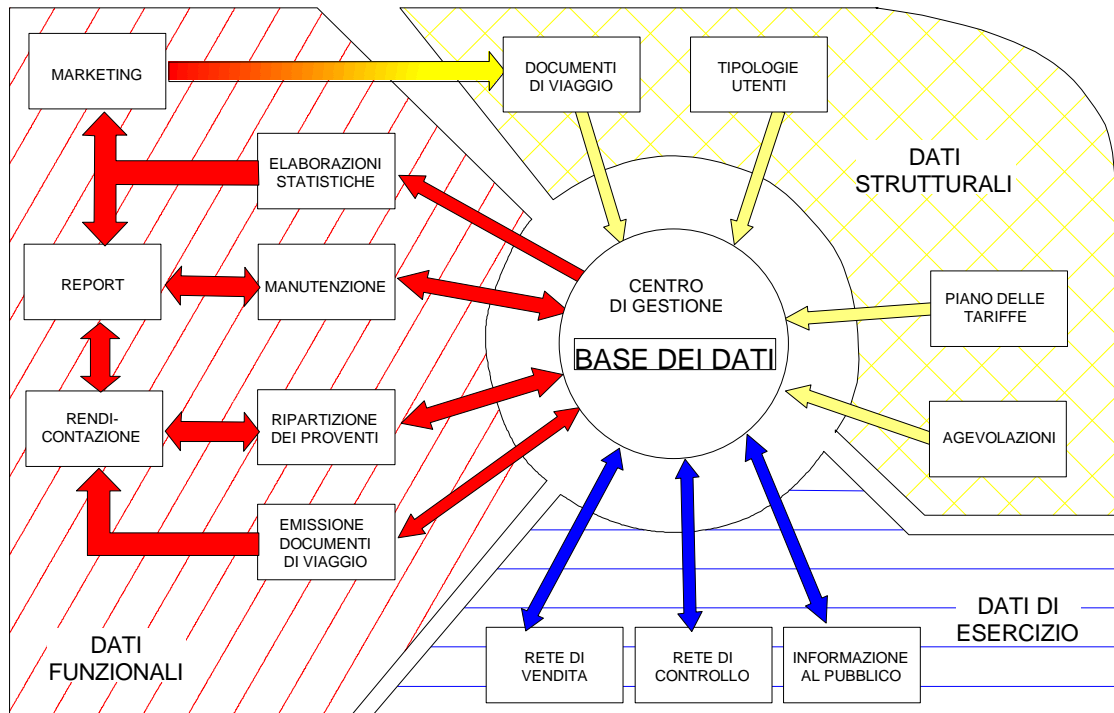 MARKETING
DOCUMENTI
DI VIAGGIO
TIPOLOGIE
UTENTI
ELABORAZIONI
STATISTICHE
DATI
STRUTTURALI
REPORT
MANUTENZIONE
CENTRO
DI GESTIONE
BASE DEI DATI
PIANO DELLE
TARIFFE
RENDI-
CONTAZIONE
RIPARTIZIONE
DEI PROVENTI
AGEVOLAZIONI
EMISSIONE
DOCUMENTI
DI VIAGGIO
DATI
FUNZIONALI
RETE DI
VENDITA
RETE DI
CONTROLLO
INFORMAZIONE
AL PUBBLICO
DATI DI
ESERCIZIO